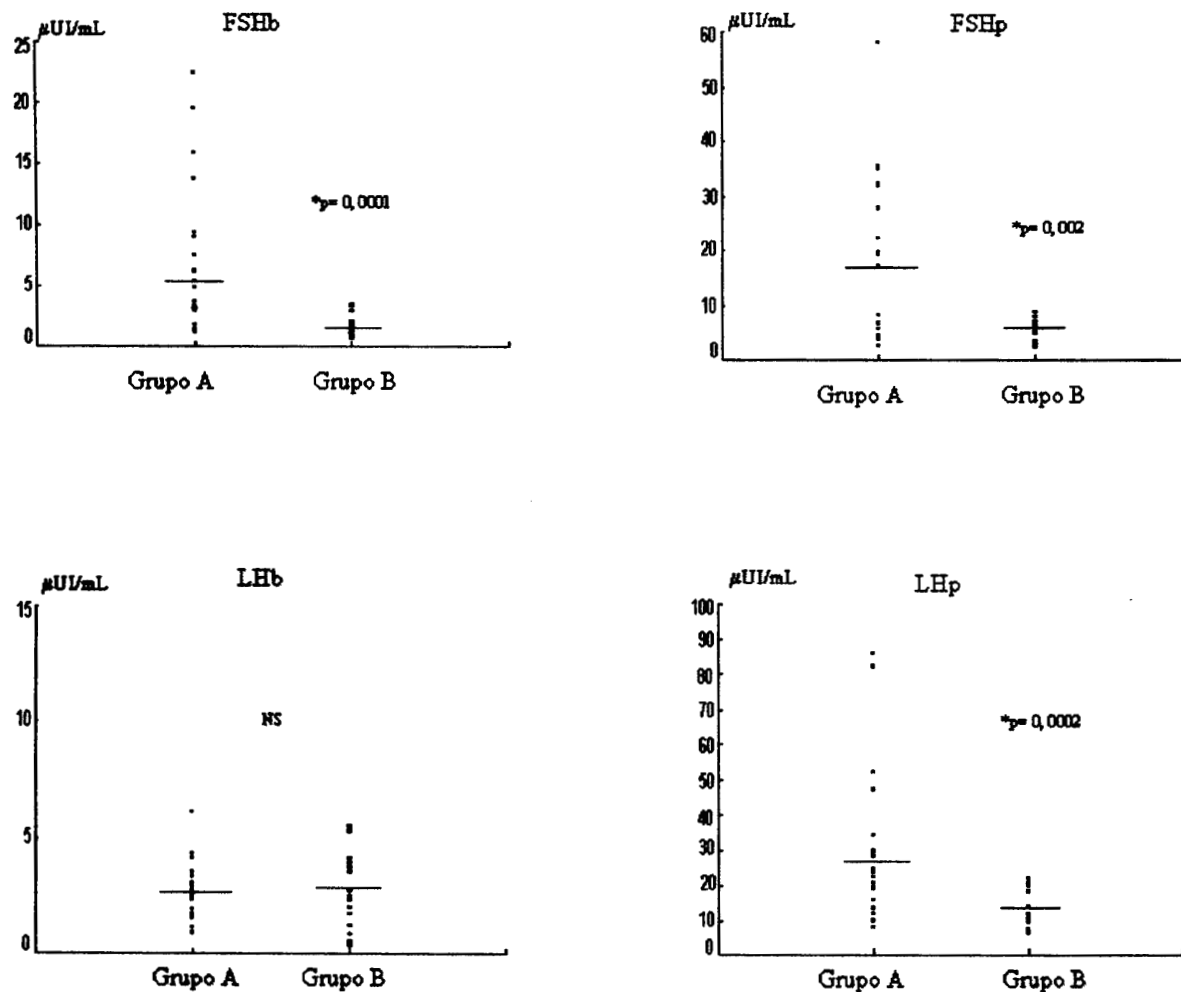 µUI/mL FSHb
25
20
15
10
5
0
*p= 0,0001
Grupo A Grupo B
µUI/mL FSHp
60
50
40
30
20
10
0
*p= 0,002
Grupo A Grupo B
µUI/mL LHb
15
10
5
0
NS
Grupo A Grupo B
µUI/mL LHp
100
90
80
70
60
50
40
30
20
10
0
*p= 0,0002
Grupo A Grupo B